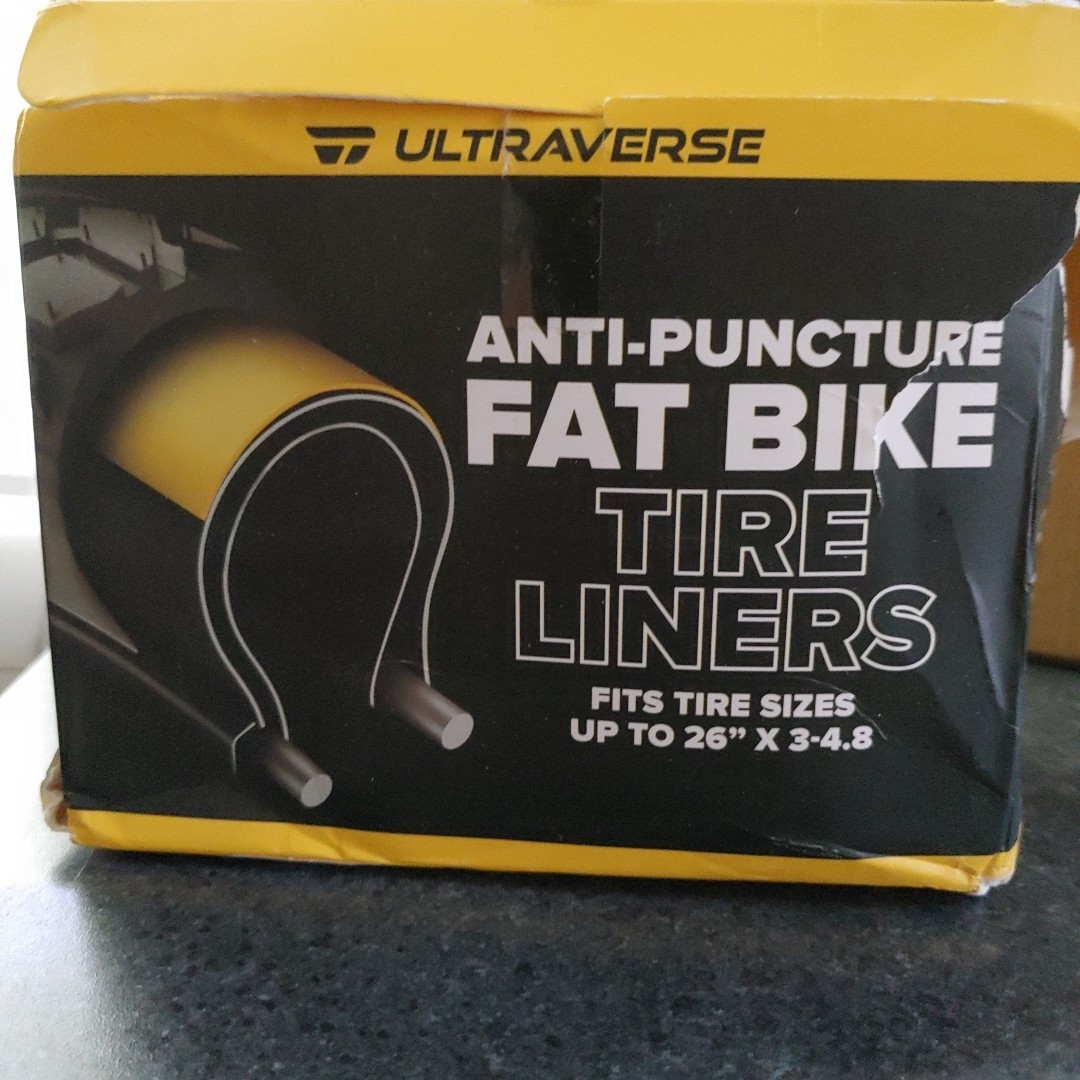 ULTRAVERSE
ANTI-PUNCTURE
FAT BIKE
TIRE
LINERS
FITS TIRE SIZES
UP TO 26” X 3-4.8